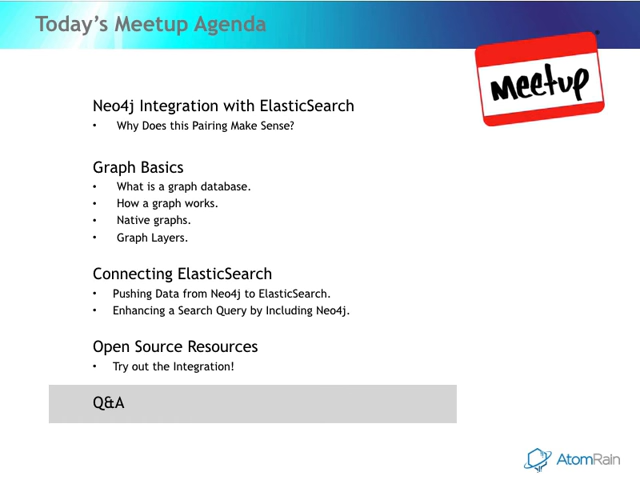 Today's Meetup Agenda
Meetup
Neo4j Integration with ElasticSearch
• Why Does this Pairing Make Sense?
Graph Basics
• What is a graph database.
• How a graph works.
• Native graphs.
• Graph Layers.
Connecting ElasticSearch
• Pushing Data from Neo4j to ElasticSearch.
• Enhancing a Search Query by Including Neo4j.
Open Source Resources
• Try out the Integration!
Q&A
AtomRain